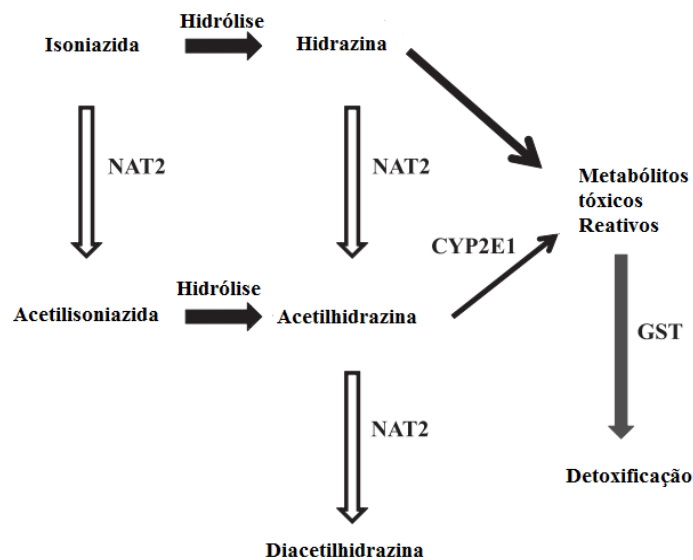 Hidrólise
Isoniazida
Hidrazina
NAT2
NAT2
Metabólitos
tóxicos
Reativos
CYP2E1
Hidrólise
Acetilisoniazida
Acetilhidrazina
GST
NAT2
Detoxificação
Diacetilhidrazina